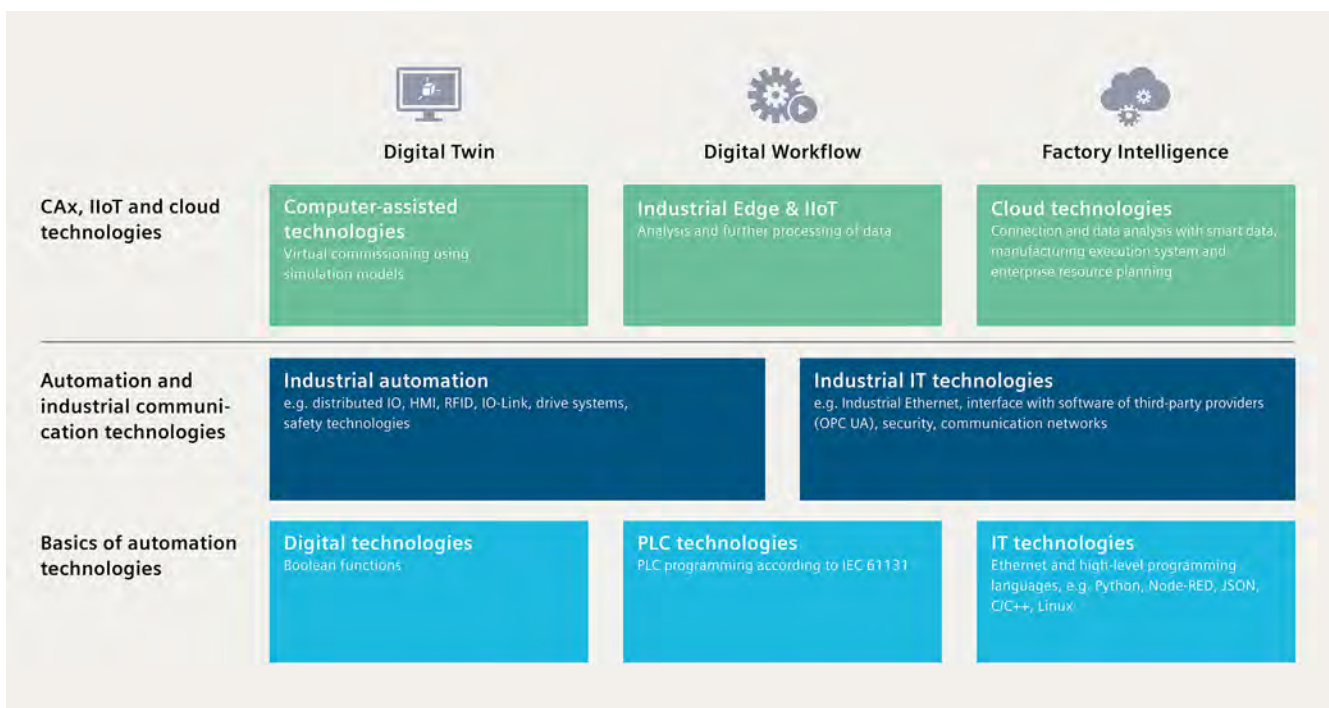 Digital Twin
Digital Workflow
Factory Intelligence
CAx, IIoT and cloud
technologies
Computer-assisted
technologies
Virtual commissioning using
simulation models
Industrial Edge & IIoT
Analysis and further processing of data
Cloud technologies
Connection and data analysis with smart data,
manufacturing execution system and
enterprise resource planning
Automation and
industrial communi-
cation technologies
Industrial automation
e.g. distributed IO, HMI, RFID, IO-Link, drive systems,
safety technologies
Industrial IT technologies
e.g. Industrial Ethernet, interface with software of third-party providers
(OPC UA), security, communication networks
Basics of automation
technologies
Digital technologies
Boolean functions
PLC technologies
PLC programming according to IEC 61131
IT technologies
Ethernet and high-level programming
languages, e.g. Python, Node-RED, JSON,
C/C++, Linux